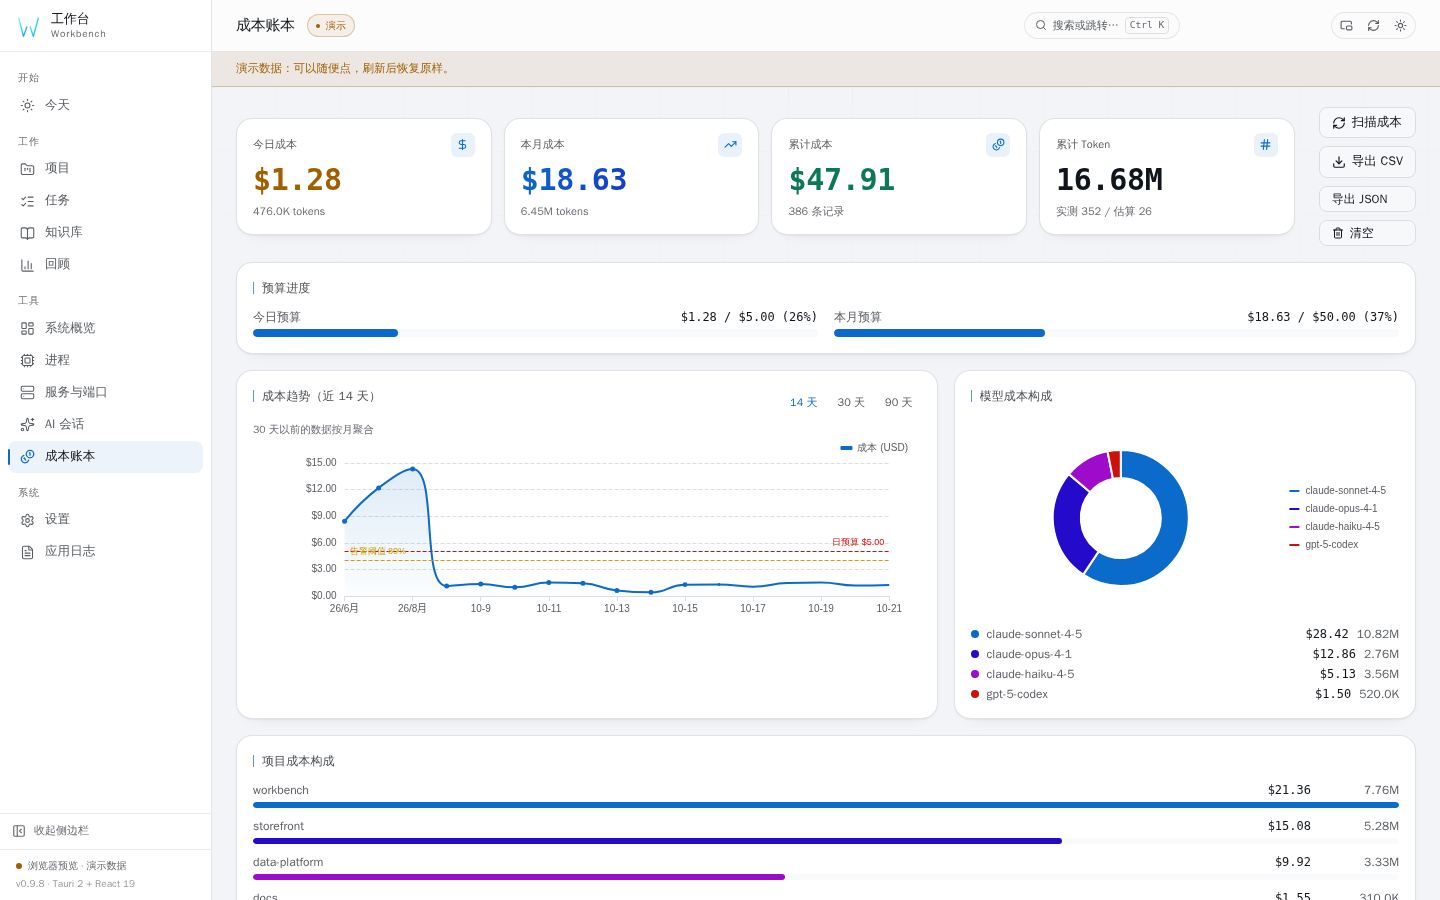 工作台
Workbench
开始
今天
工作
项目
任务
知识库
回顾
工具
系统概览
进程
服务与端口
AI 会话
成本账本
系统
设置
应用日志
收起侧边栏
浏览器预览 · 演示数据
v0.9.8 · Tauri 2 + React 19
成本账本
演示
搜索或跳转… Ctrl K
演示数据：可以随便点，刷新后恢复原样。
今日成本
$1.28
476.0K tokens
本月成本
$18.63
6.45M tokens
累计成本
$47.91
386 条记录
累计 Token
16.68M
实测 352 / 估算 26
扫描成本
导出 CSV
导出 JSON
清空
预算进度
今日预算 $1.28 / $5.00 (26%)
本月预算 $18.63 / $50.00 (37%)
成本趋势（近 14 天）
14 天 30 天 90 天
30 天以前的数据按月聚合
成本 (USD)
$15.00
$12.00
$9.00
$6.00
$3.00
$0.00
日预算 $5.00
告警阈值 80%
26/6月 26/8月 10-9 10-11 10-13 10-15 10-17 10-19 10-21
模型成本构成
claude-sonnet-4-5
claude-opus-4-1
claude-haiku-4-5
gpt-5-codex
claude-sonnet-4-5 $28.42 10.82M
claude-opus-4-1 $12.86 2.76M
claude-haiku-4-5 $5.13 3.56M
gpt-5-codex $1.50 520.0K
项目成本构成
workbench $21.36 7.76M
storefront $15.08 5.28M
data-platform $9.92 3.33M
docs $1.55 310.0K